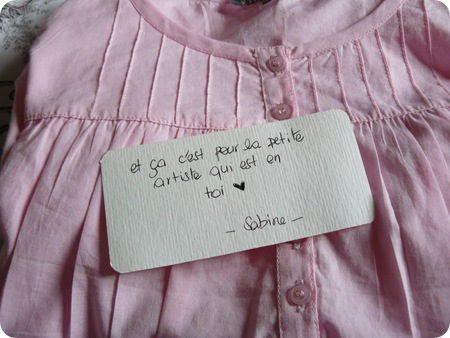 et ça c'est pour la petite
artiste qui est en
toi ♥
- Sabine -